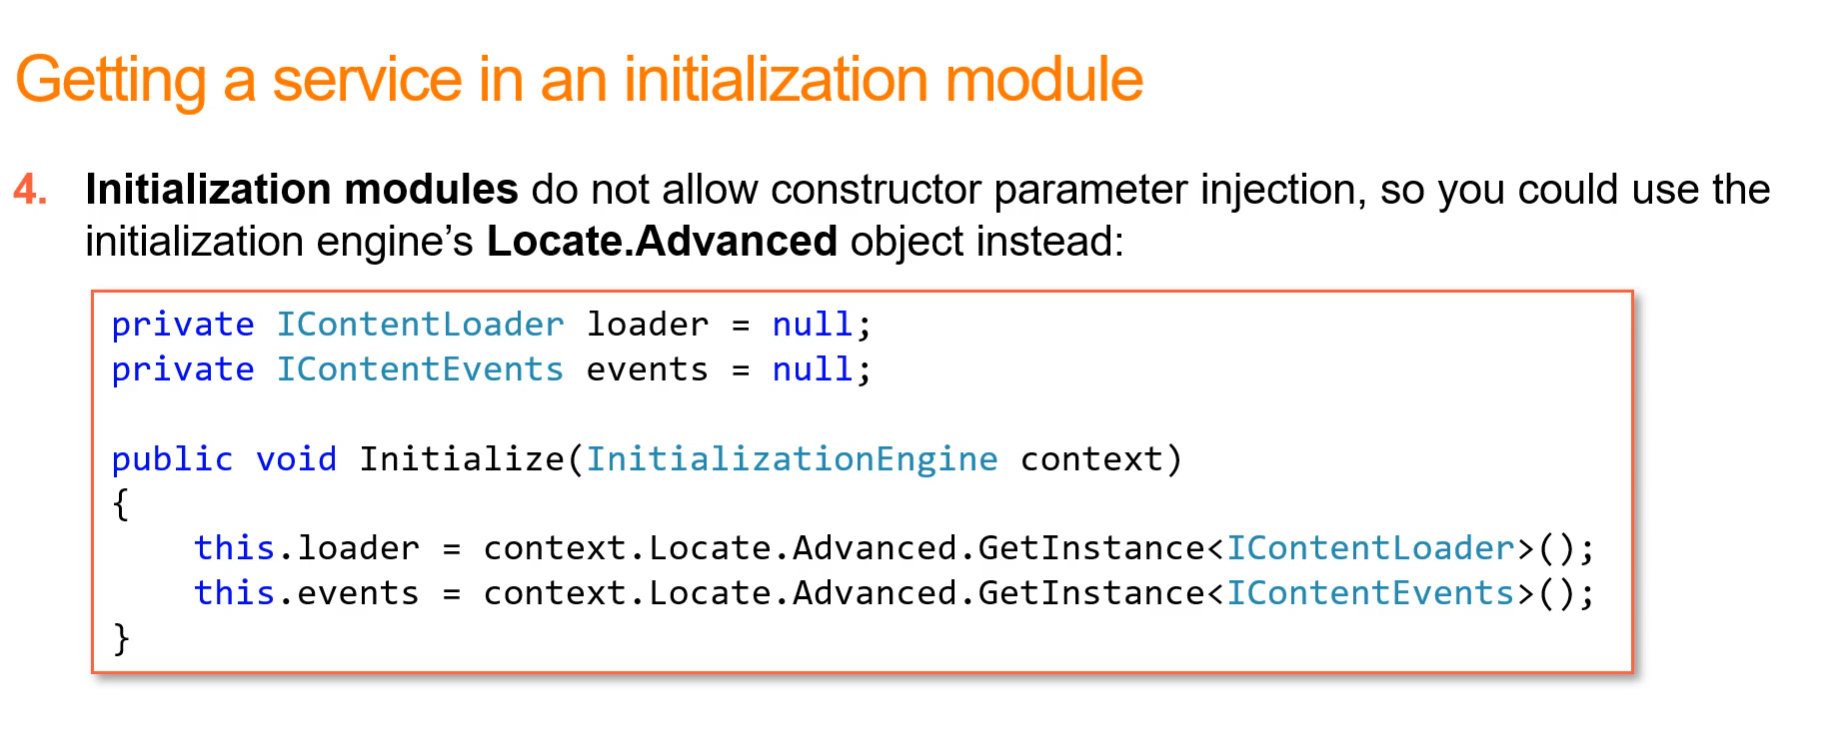 Getting a service in an initialization module
4. Initialization modules do not allow constructor parameter injection, so you could use the
initialization engine’s Locate.Advanced object instead:
private IContentLoader loader = null;
private IContentEvents events = null;
public void Initialize(InitializationEngine context)
{
    this.loader = context.Locate.Advanced.GetInstance<IContentLoader>();
    this.events = context.Locate.Advanced.GetInstance<IContentEvents>();
}